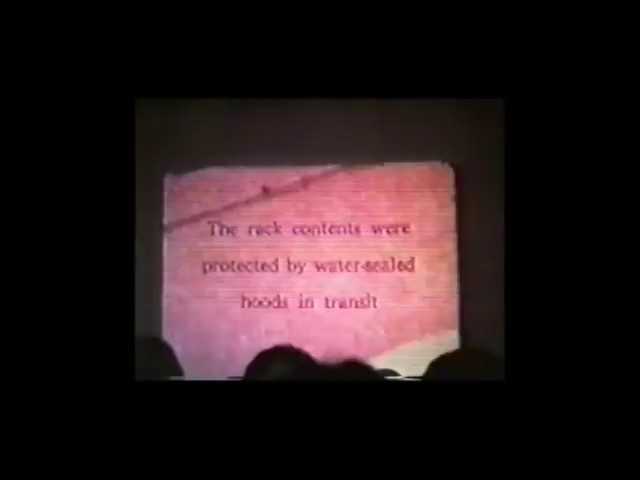 The rack contents were
protected by water-sealed
hoods in transit